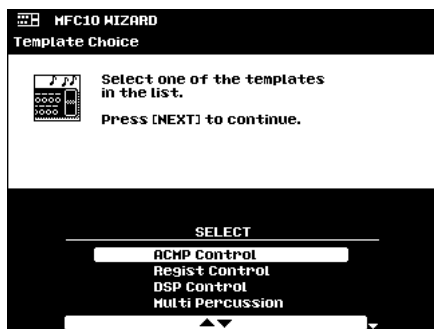 MFC10 WIZARD
Template Choice
Select one of the templates
in the list.
Press [NEXT] to continue.
SELECT
ACMP Control
Regist Control
DSP Control
Multi Percussion